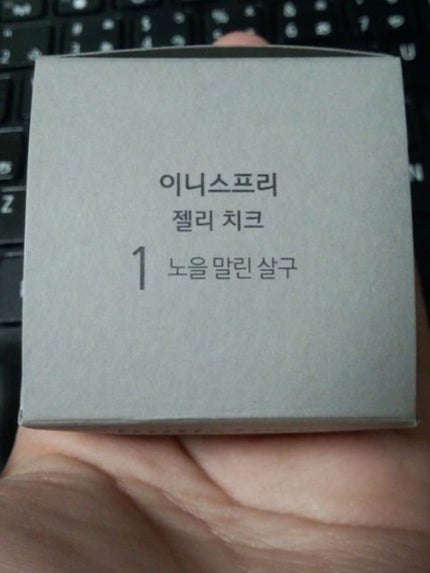 이니스프리
젤리 치크
1 노을 말린 살구
Z
U
N